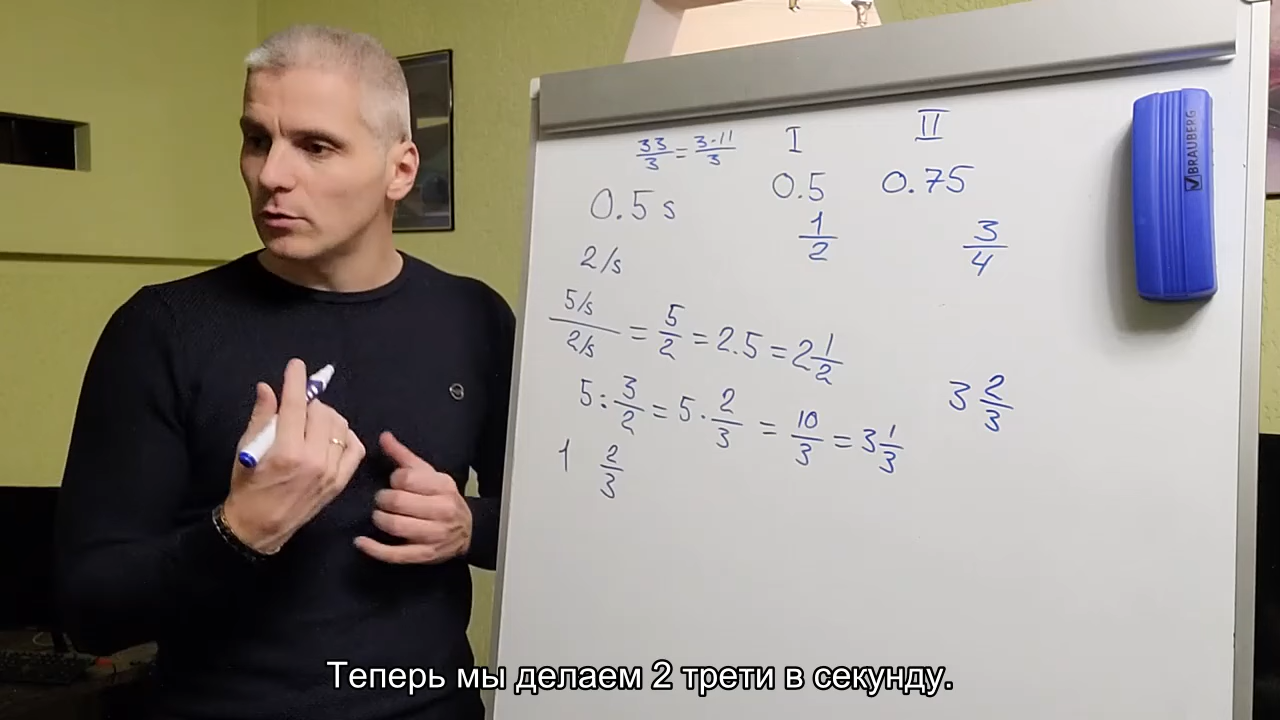 33/3 = 3·11/3
I
II
0.5 s
0.5
0.75
1/2
3/4
2/s
5/s / 2/s = 5/2 = 2.5 = 2 1/2
5 : 3/2 = 5 · 2/3 = 10/3 = 3 1/3
3 2/3
1 2/3
BRAUBERG
Теперь мы делаем 2 трети в секунду.